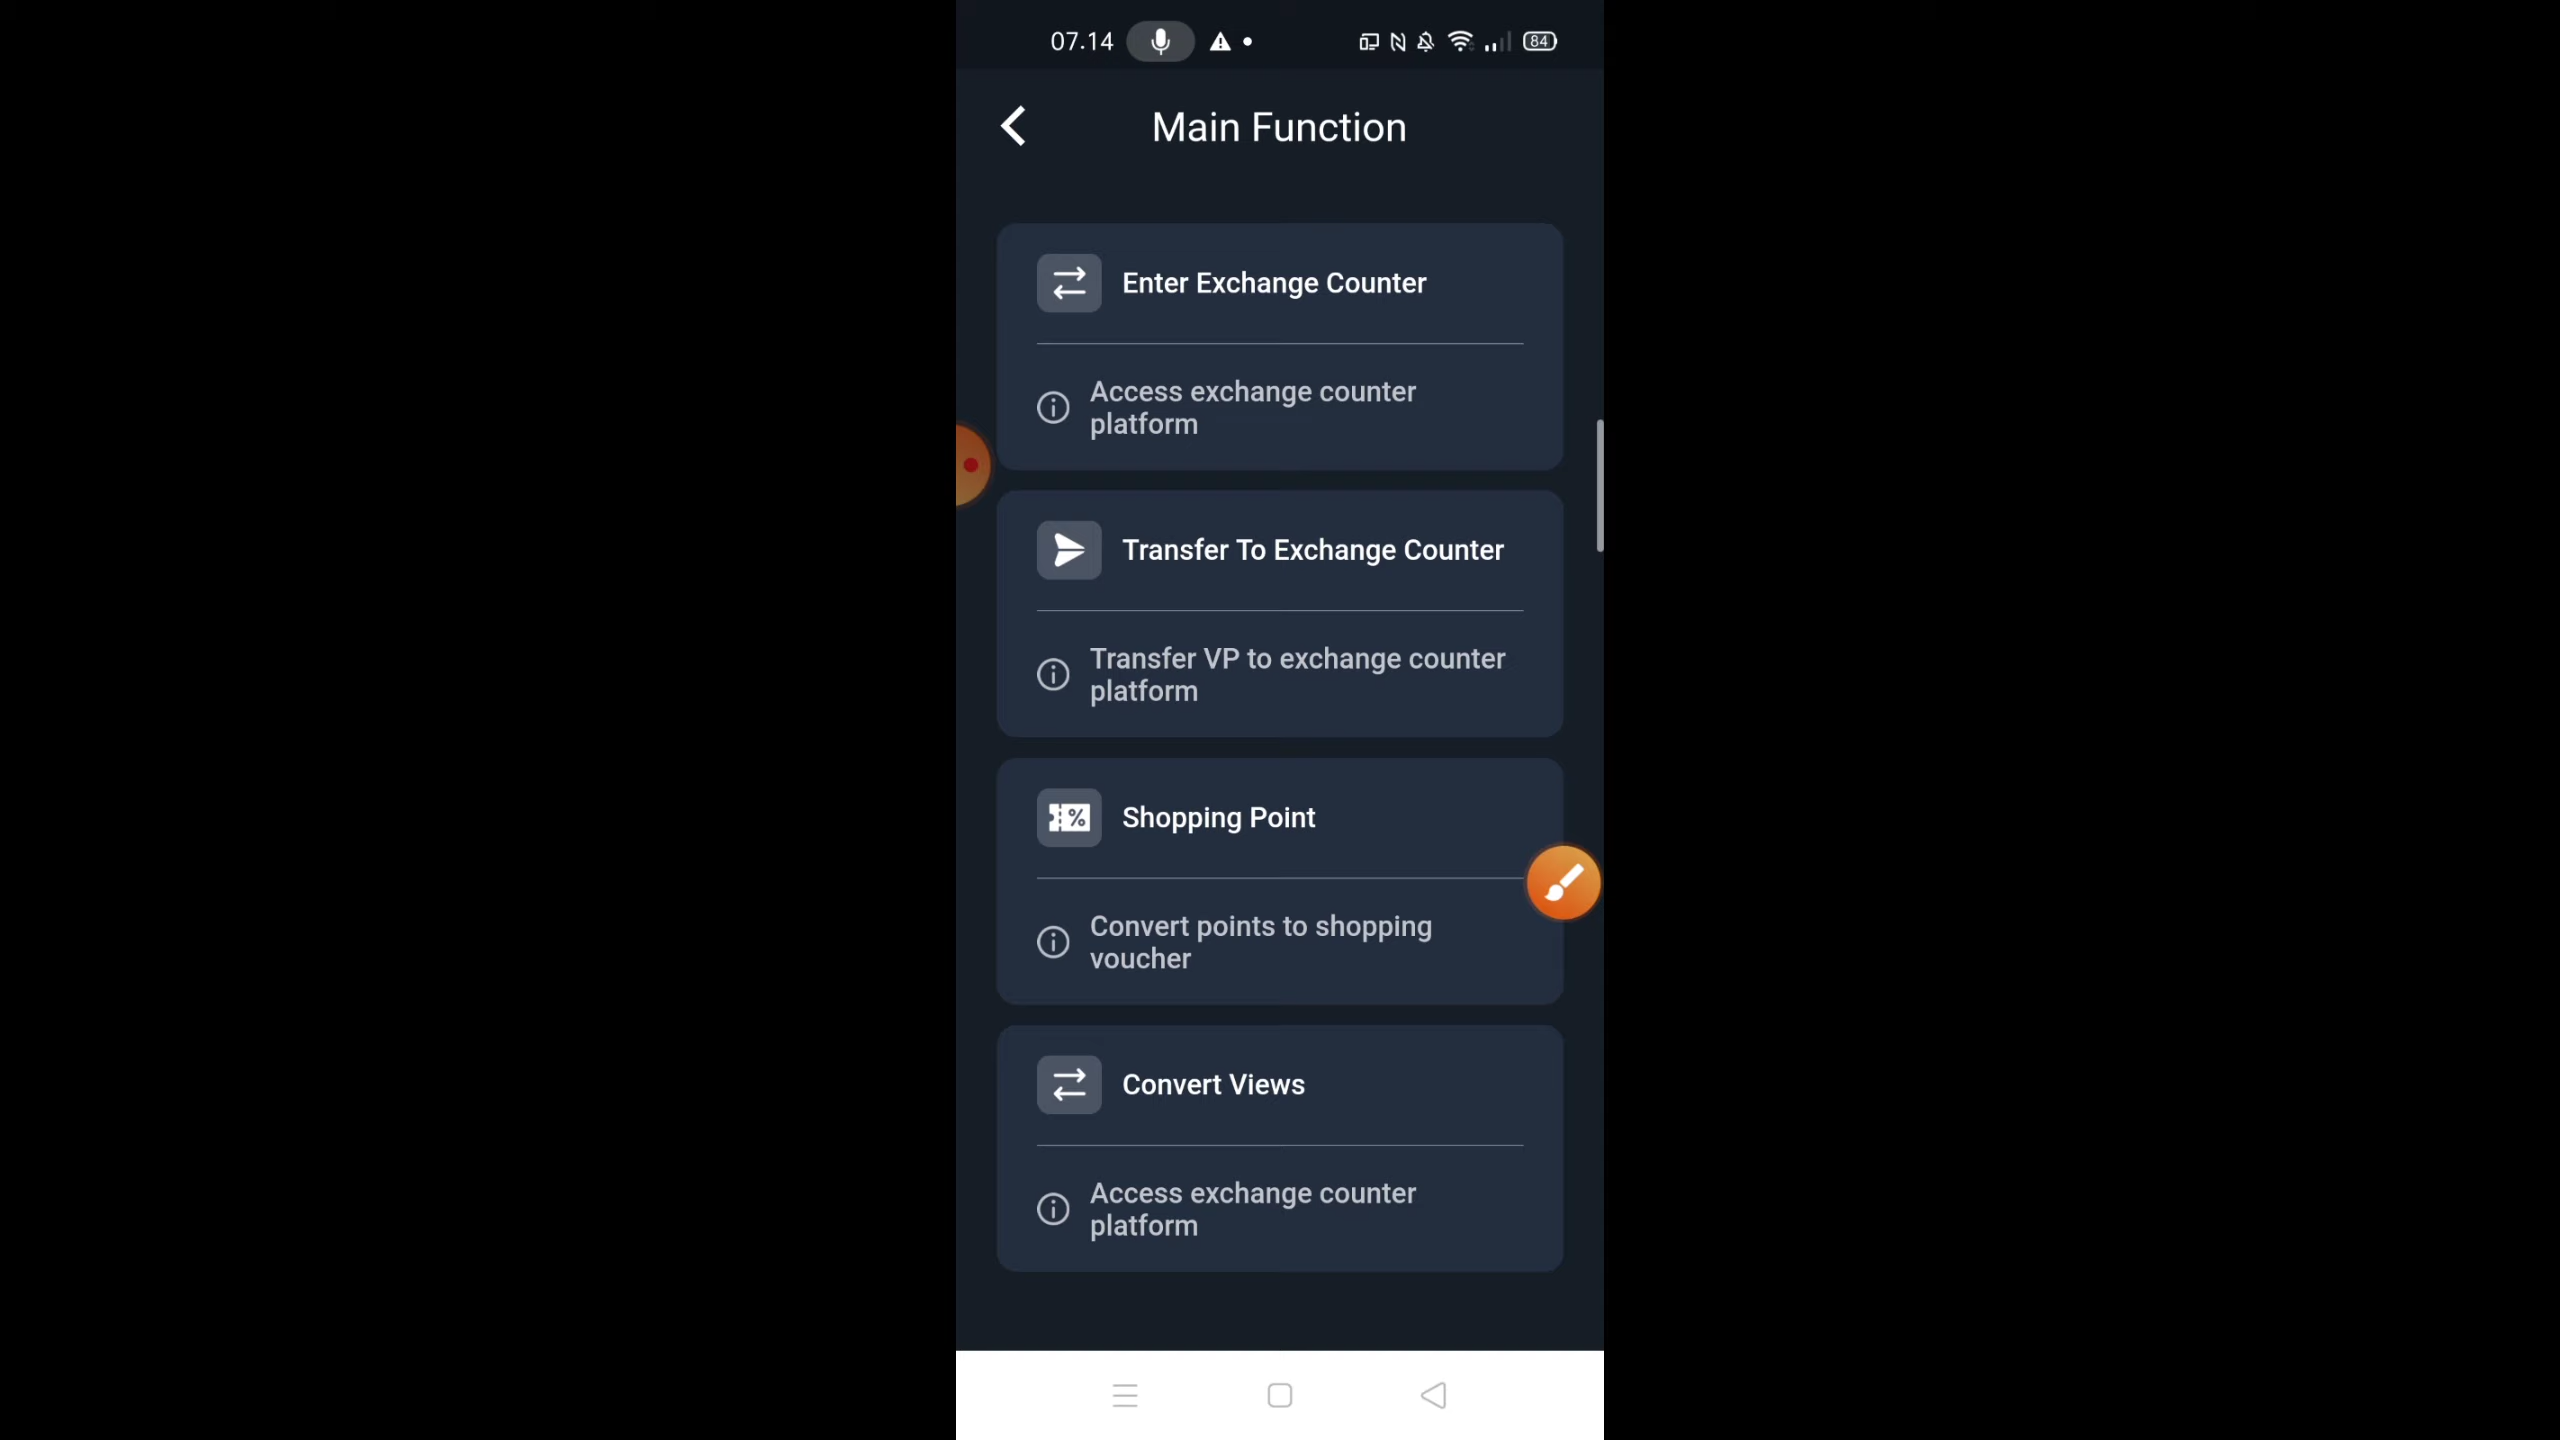 07.14
84
Main Function
Enter Exchange Counter
Access exchange counter
platform
Transfer To Exchange Counter
Transfer VP to exchange counter
platform
%
Shopping Point
Convert points to shopping
voucher
Convert Views
Access exchange counter
platform